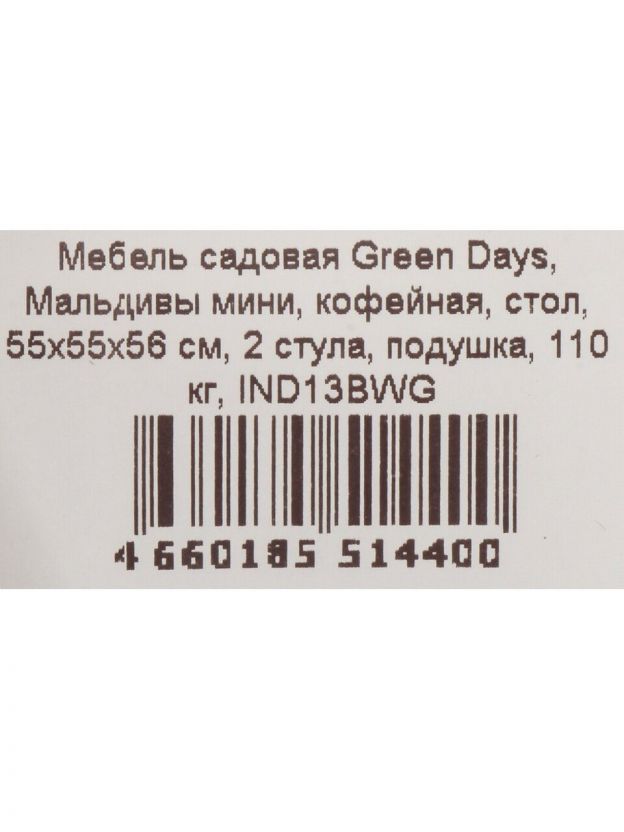 Мебель садовая Green Days,
Мальдивы мини, кофейная, стол,
55x55x56 см, 2 стула, подушка, 110
кг, IND13BWG
4 660185 514400